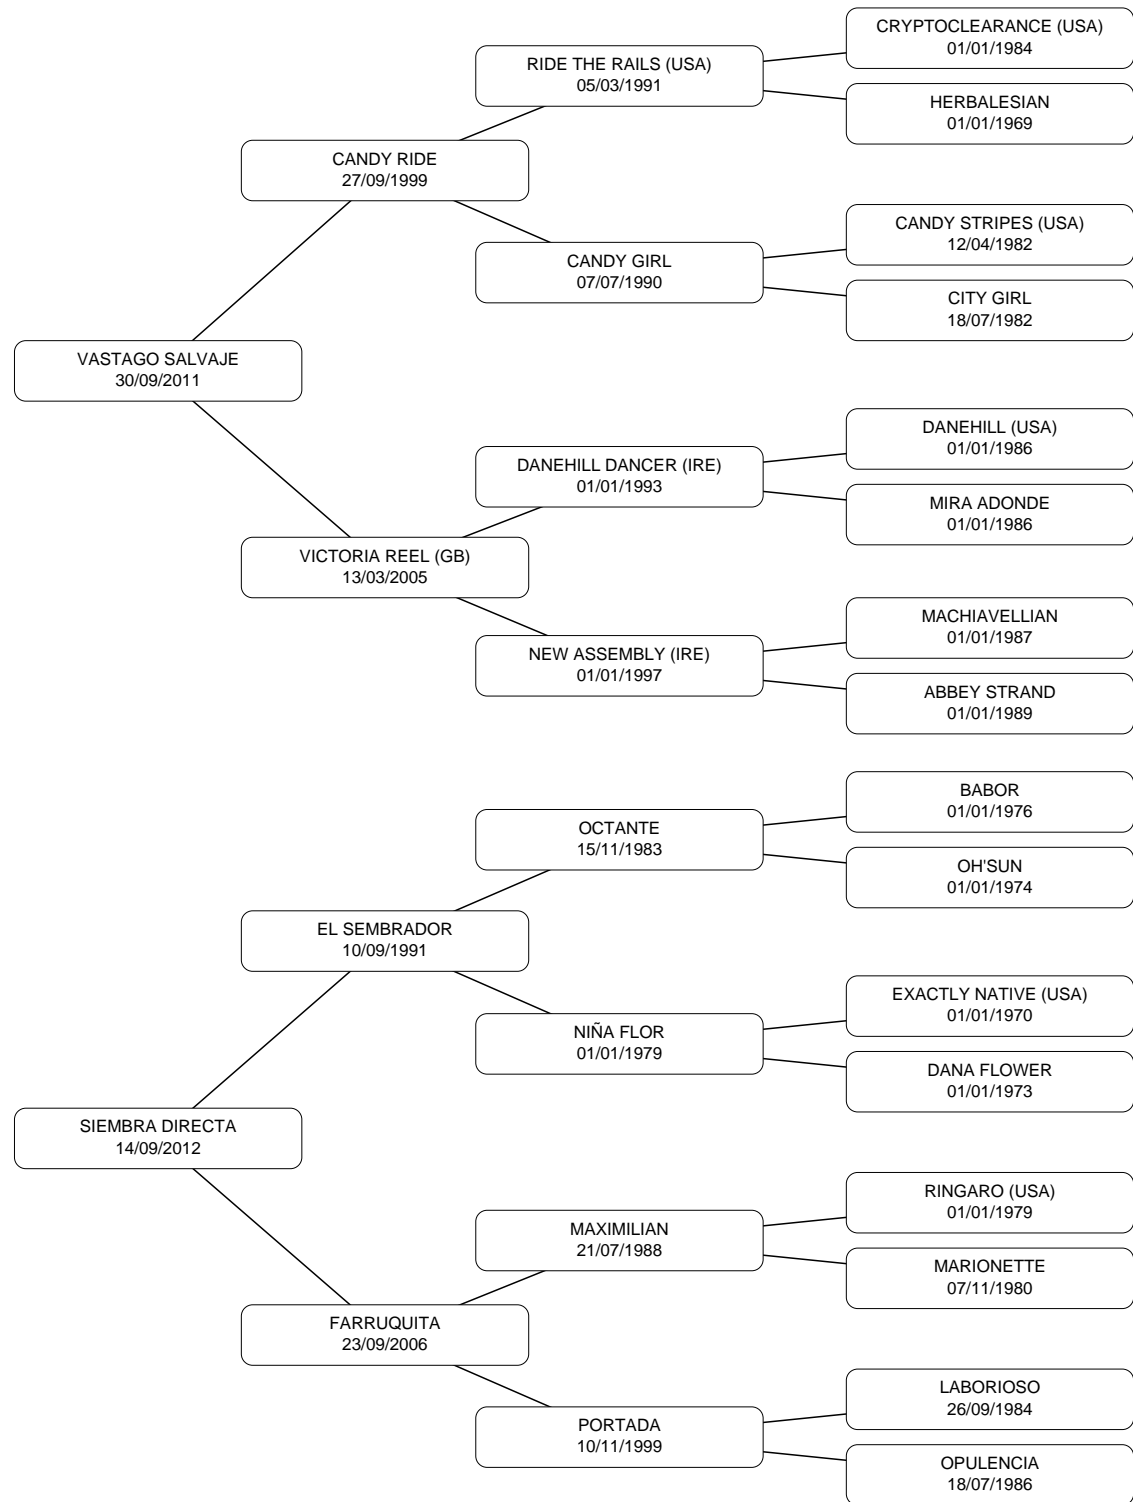 CRYPTOCLEARANCE (USA)
01/01/1984
RIDE THE RAILS (USA)
05/03/1991
HERBALESIAN
01/01/1969
CANDY RIDE
27/09/1999
CANDY STRIPES (USA)
12/04/1982
CANDY GIRL
07/07/1990
CITY GIRL
18/07/1982
VASTAGO SALVAJE
30/09/2011
DANEHILL (USA)
01/01/1986
DANEHILL DANCER (IRE)
01/01/1993
MIRA ADONDE
01/01/1986
VICTORIA REEL (GB)
13/03/2005
MACHIAVELLIAN
01/01/1987
NEW ASSEMBLY (IRE)
01/01/1997
ABBEY STRAND
01/01/1989
BABOR
01/01/1976
OCTANTE
15/11/1983
OH'SUN
01/01/1974
EL SEMBRADOR
10/09/1991
EXACTLY NATIVE (USA)
01/01/1970
NIÑA FLOR
01/01/1979
DANA FLOWER
01/01/1973
SIEMBRA DIRECTA
14/09/2012
RINGARO (USA)
01/01/1979
MAXIMILIAN
21/07/1988
MARIONETTE
07/11/1980
FARRUQUITA
23/09/2006
LABORIOSO
26/09/1984
PORTADA
10/11/1999
OPULENCIA
18/07/1986